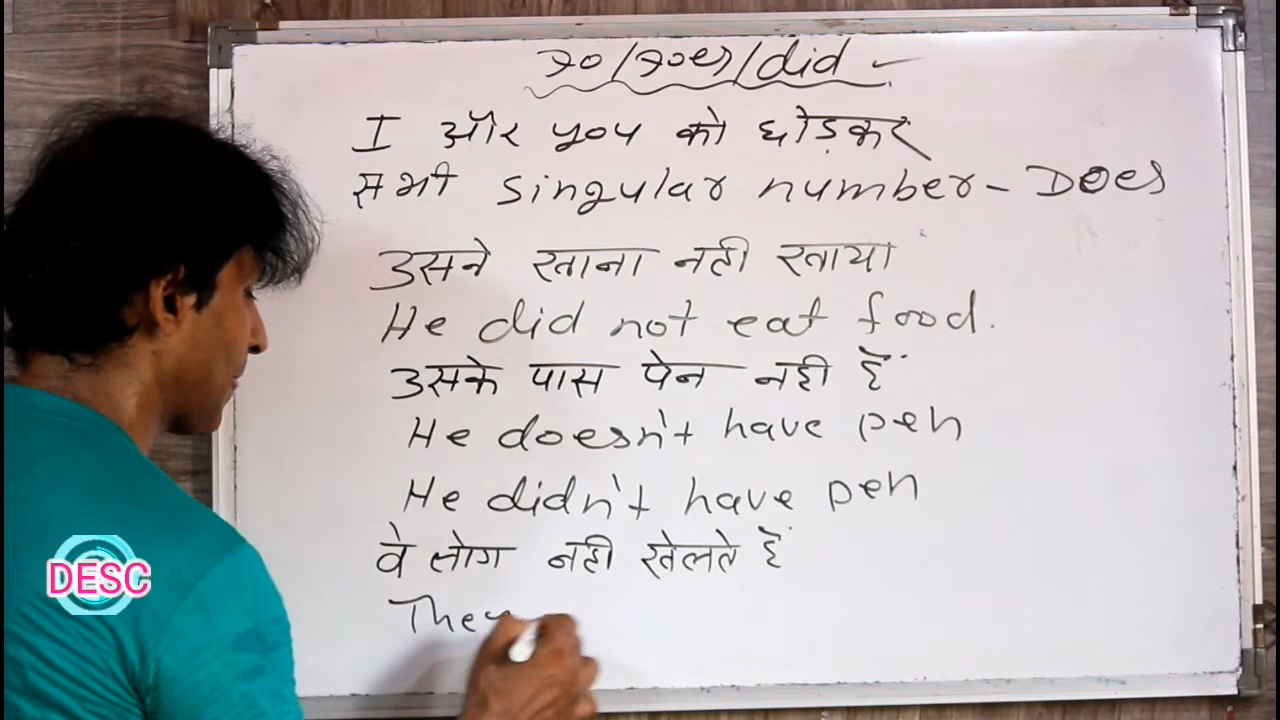 do/does/did
I और you को छोड़कर
सभी singular number - Does
उसने खाना नही खाया
He did not eat food.
उसके पास पेन नही हैं
He doesn't have pen
He didn't have pen
वे लोग नही खेलते हैं
They
DESC